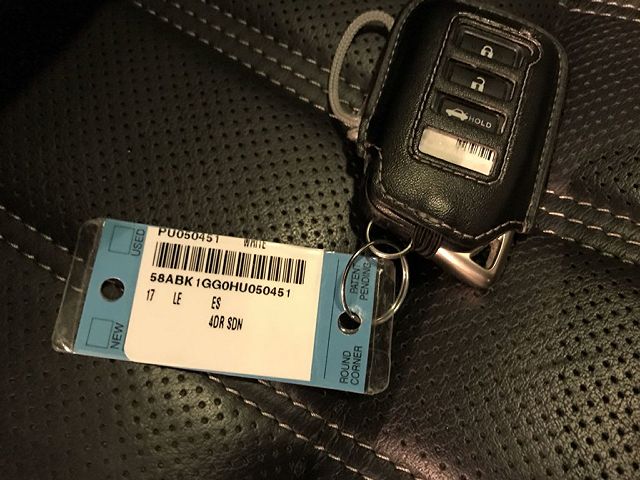 HOLD
PU050451 WHITE
58ABK1GG0HU050451
17 LE ES
4DR SDN
USED
NEW
PATENT
PENDING
ROUND
CORNER